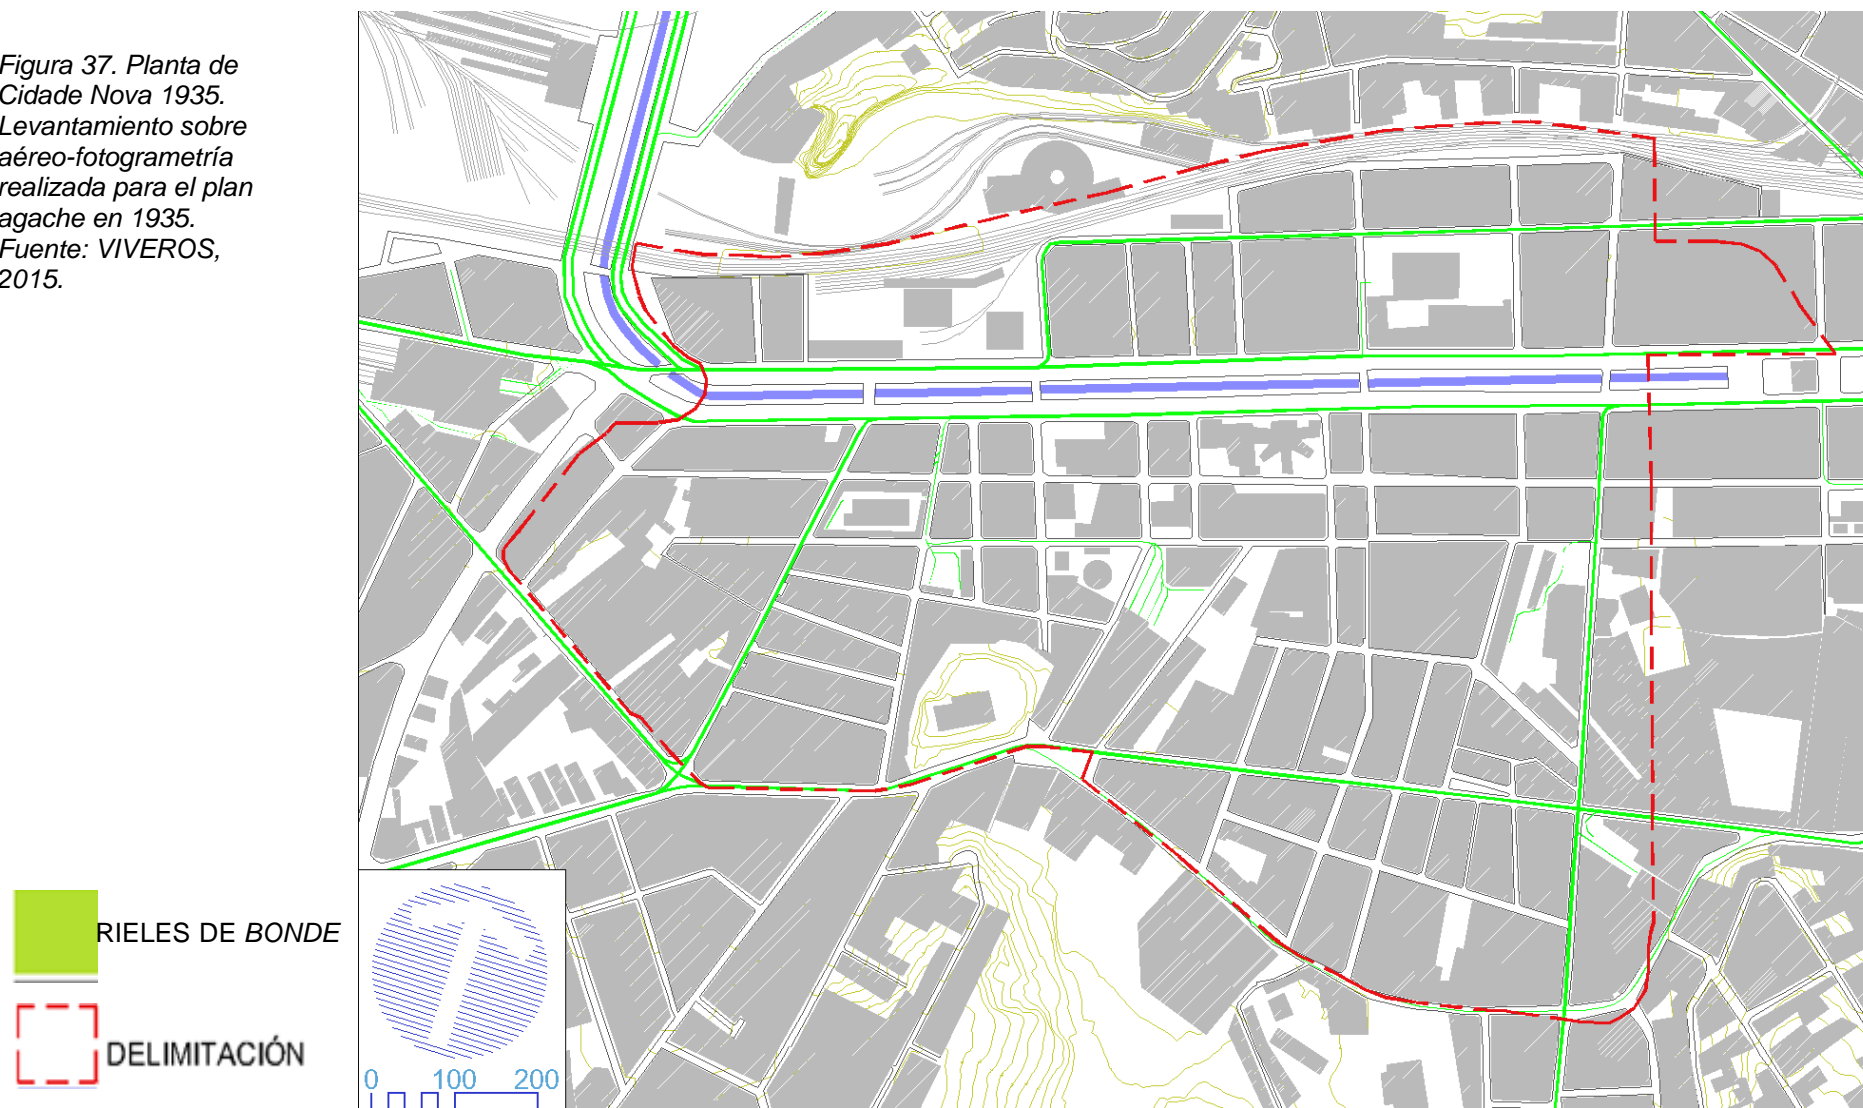 Figura 37. Planta de
Cidade Nova 1935.
Levantamiento sobre
aéreo-fotogrametría
realizada para el plan
agache en 1935.
Fuente: VIVEROS,
2015.
RIELES DE BONDE
DELIMITACIÓN
0 100 200